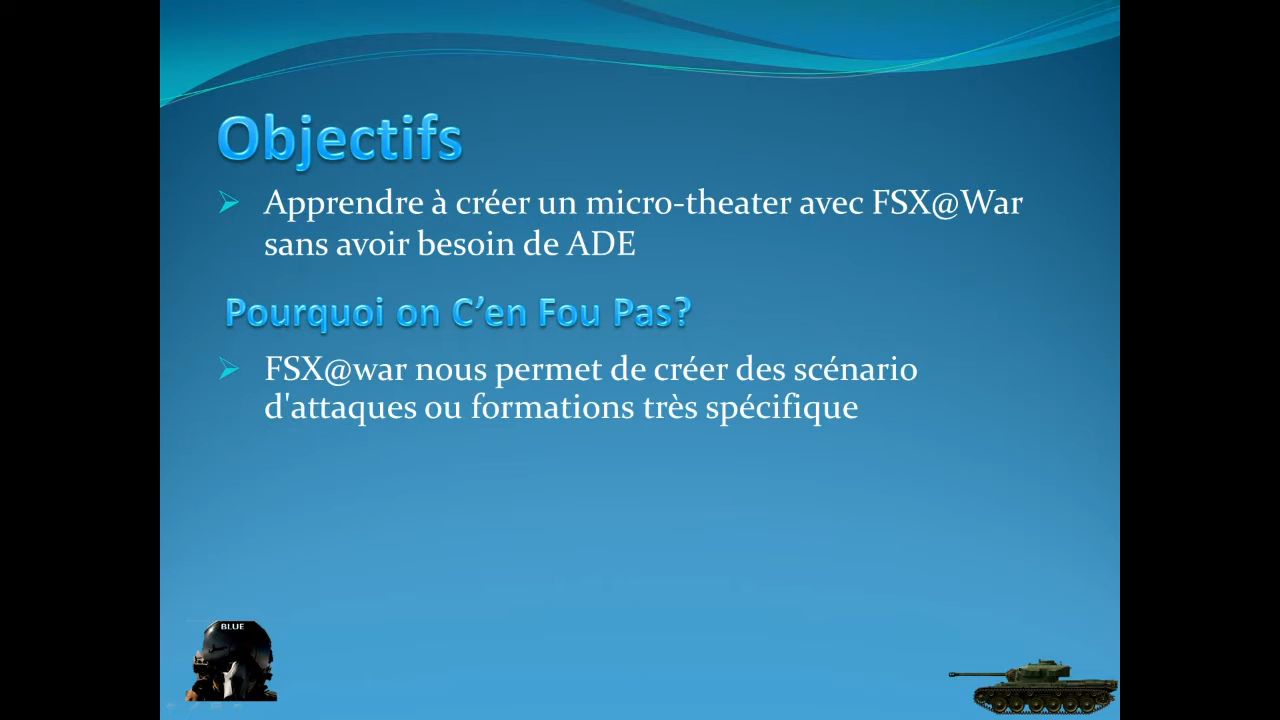 Objectifs
Apprendre à créer un micro-theater avec FSX@War
sans avoir besoin de ADE
Pourquoi on C’en Fou Pas?
FSX@war nous permet de créer des scénario
d'attaques ou formations très spécifique
BLUE